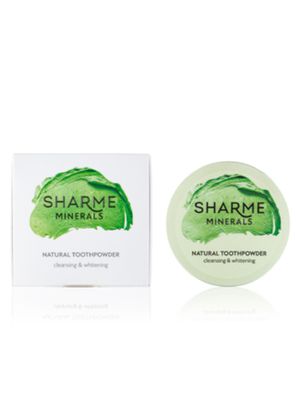 SHARME
MINERALS
NATURAL TOOTHPOWDER
cleansing & whitening
SHARME
MINERALS
NATURAL TOOTHPOWDER
cleansing & whitening